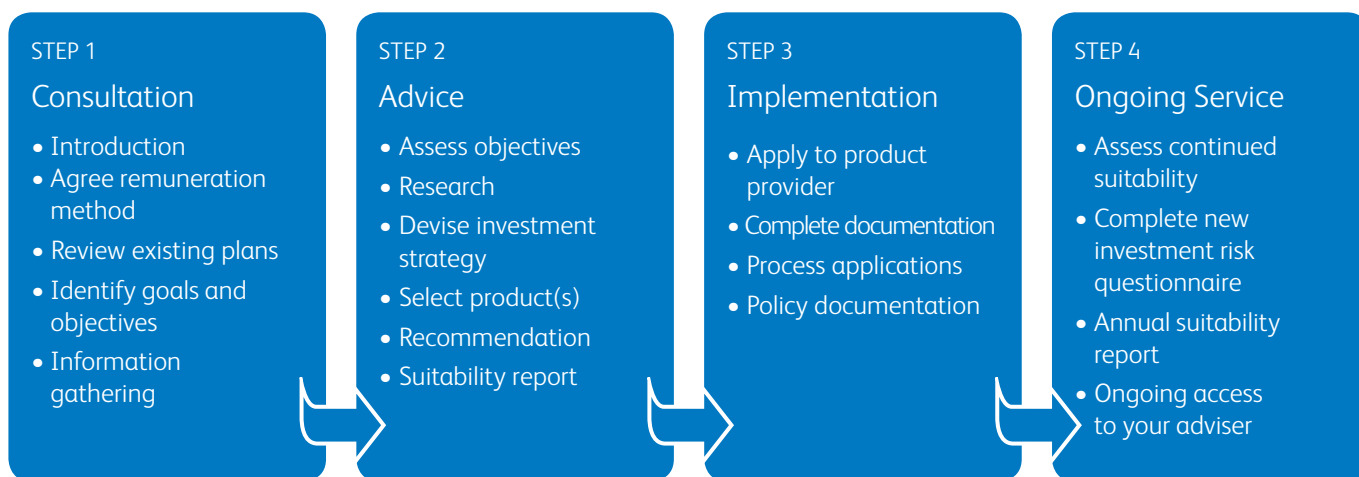 STEP 1
Consultation
• Introduction
• Agree remuneration
method
• Review existing plans
• Identify goals and
objectives
• Information
gathering
STEP 2
Advice
• Assess objectives
• Research
• Devise investment
strategy
• Select product(s)
• Recommendation
• Suitability report
STEP 3
Implementation
• Apply to product
provider
• Complete documentation
• Process applications
• Policy documentation
STEP 4
Ongoing Service
• Assess continued
suitability
• Complete new
investment risk
questionnaire
• Annual suitability
report
• Ongoing access
to your adviser